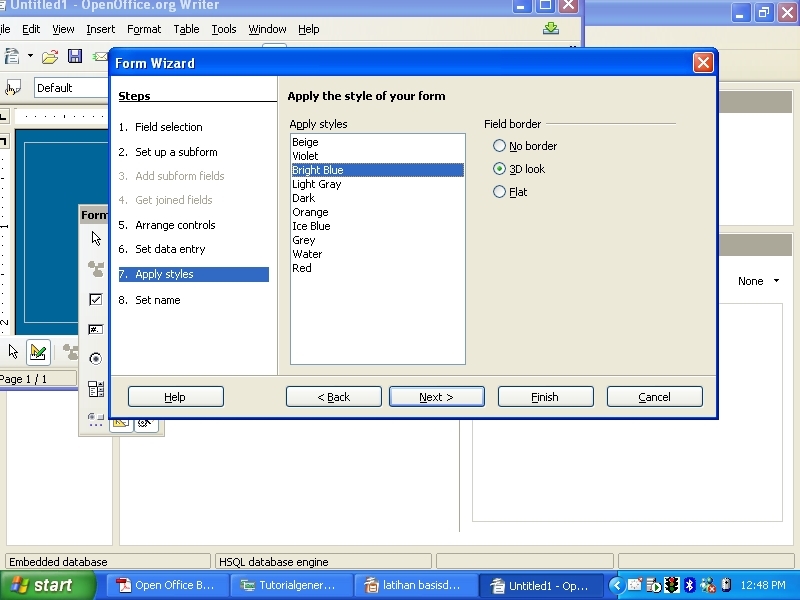 Untitled1 - OpenOffice.org Writer
ile Edit View Insert Format Table Tools Window Help
Default
Form Wizard
Steps
1. Field selection
2. Set up a subform
3. Add subform fields
4. Get joined fields
5. Arrange controls
6. Set data entry
7. Apply styles
8. Set name
Apply the style of your form
Apply styles
Beige
Violet
Bright Blue
Light Gray
Dark
Orange
Ice Blue
Grey
Water
Red
Field border
No border
3D look
Flat
Form
None
1
2
Page 1 / 1
Help
< Back
Next >
Finish
Cancel
Embedded database
HSQL database engine
start
Open Office B...
Tutorialgener...
latihan basisd...
Untitled1 - Op...
12:48 PM